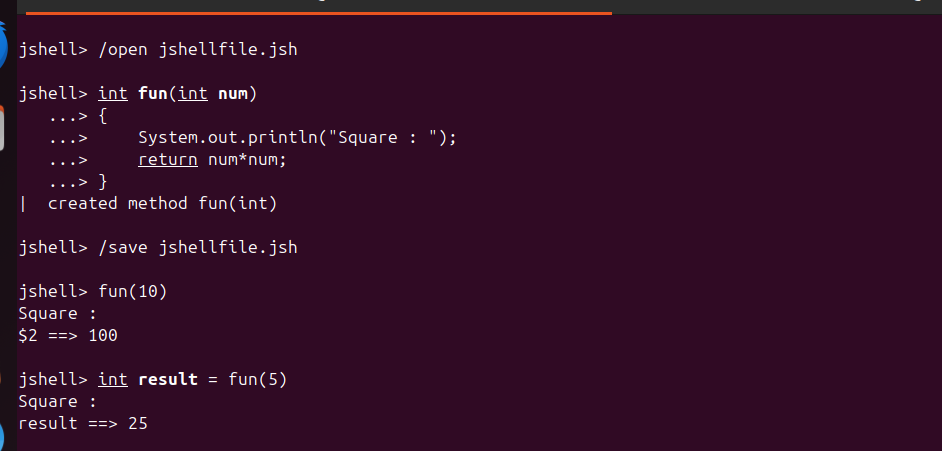 jshell> /open jshellfile.jsh
jshell> int fun(int num)
...> {
...> System.out.println("Square : ");
...> return num*num;
...> }
| created method fun(int)
jshell> /save jshellfile.jsh
jshell> fun(10)
Square :
$2 ==> 100
jshell> int result = fun(5)
Square :
result ==> 25